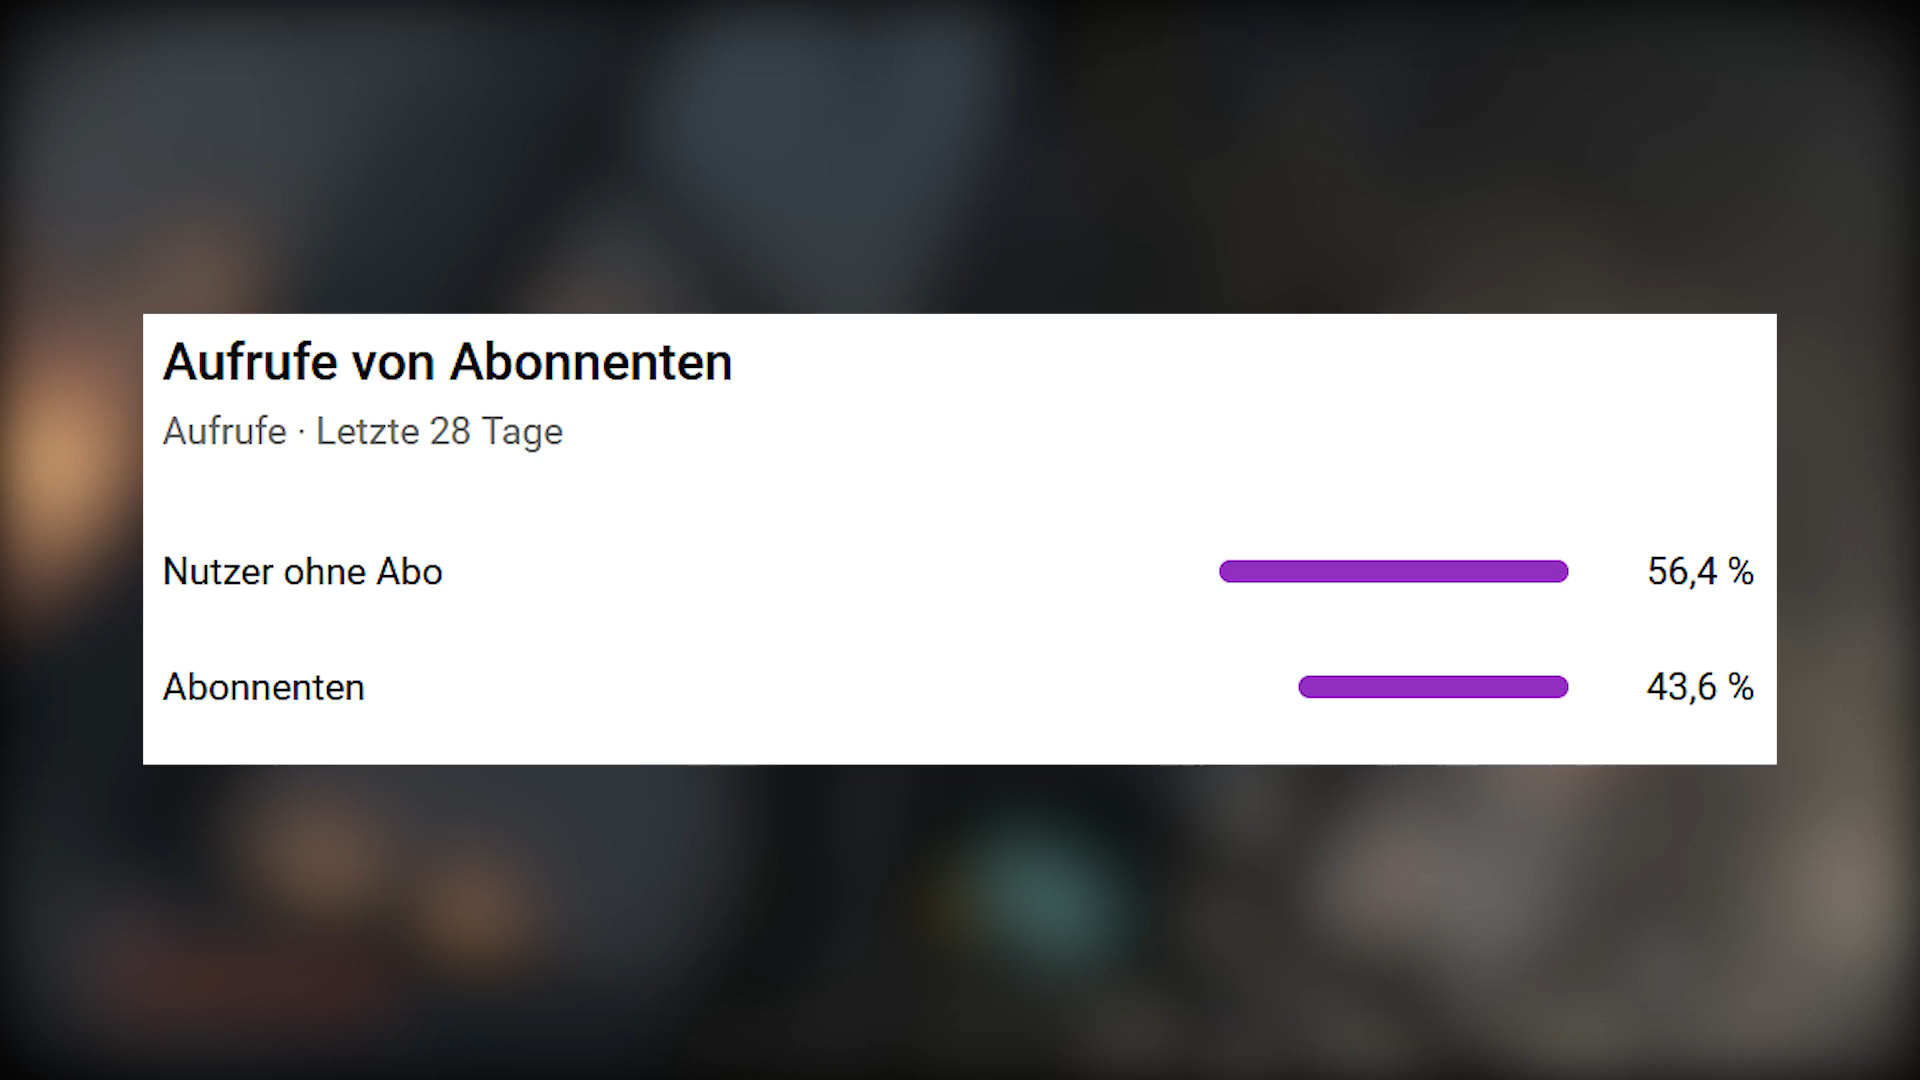 Aufrufe von Abonnenten
Aufrufe · Letzte 28 Tage
Nutzer ohne Abo 56,4 %
Abonnenten 43,6 %